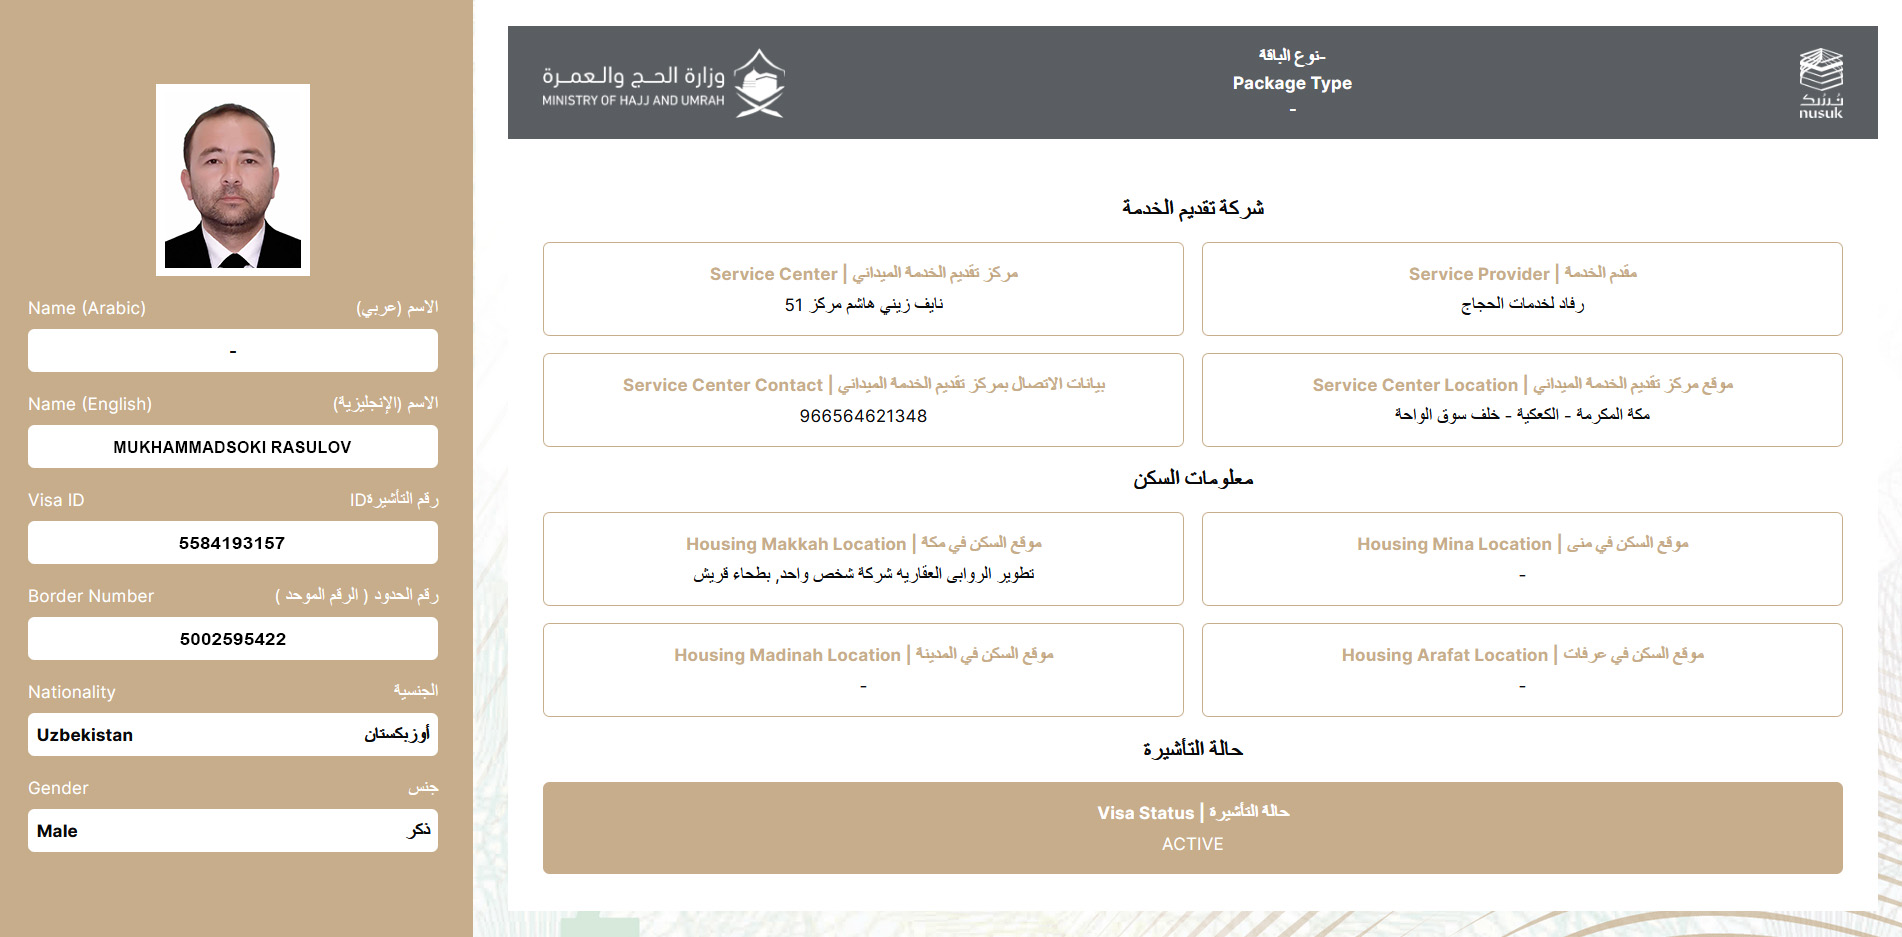 الاسم (عربي) Name (Arabic)
-
الاسم (الإنجليزية) Name (English)
MUKHAMMADSOKI RASULOV
رقم التأشيرةID Visa ID
5584193157
رقم الحدود ( الرقم الموحد ) Border Number
5002595422
الجنسية Nationality
أوزبكستان Uzbekistan
جنس Gender
ذكر Male
وزارة الحج والعمرة
MINISTRY OF HAJJ AND UMRAH
-نوع الباقة
Package Type
-
نُسُك
nusuk
شركة تقديم الخدمة
مركز تقديم الخدمة الميداني | Service Center
نايف زيني هاشم مركز 51
مقدم الخدمة | Service Provider
رفاد لخدمات الحجاج
بيانات الاتصال بمركز تقديم الخدمة الميداني | Service Center Contact
966564621348
موقع مركز تقديم الخدمة الميداني | Service Center Location
مكة المكرمة - الكعكية - خلف سوق الواحة
معلومات السكن
موقع السكن في مكة | Housing Makkah Location
تطوير الروابى العقاريه شركة شخص واحد, بطحاء قريش
موقع السكن في منى | Housing Mina Location
-
موقع السكن في المدينة | Housing Madinah Location
-
موقع السكن في عرفات | Housing Arafat Location
-
حالة التأشيرة
حالة التأشيرة | Visa Status
ACTIVE